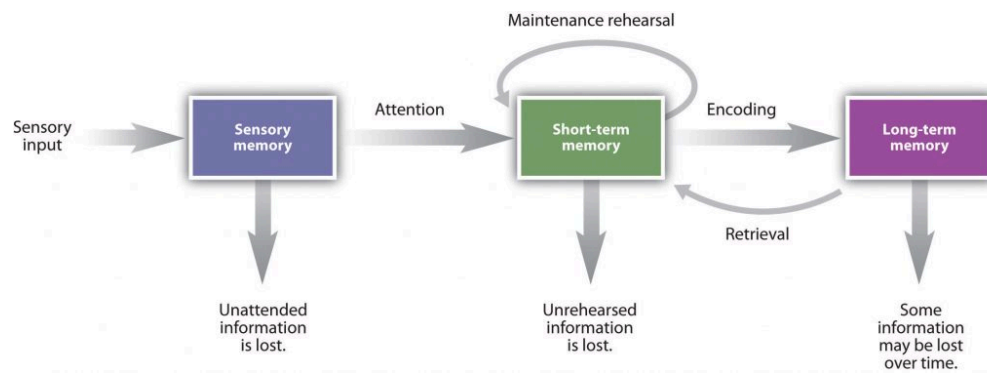 Maintenance rehearsal
Sensory
input
Sensory
memory
Attention
Short-term
memory
Encoding
Long-term
memory
Retrieval
Unattended
information
is lost.
Unrehearsed
information
is lost.
Some
information
may be lost
over time.